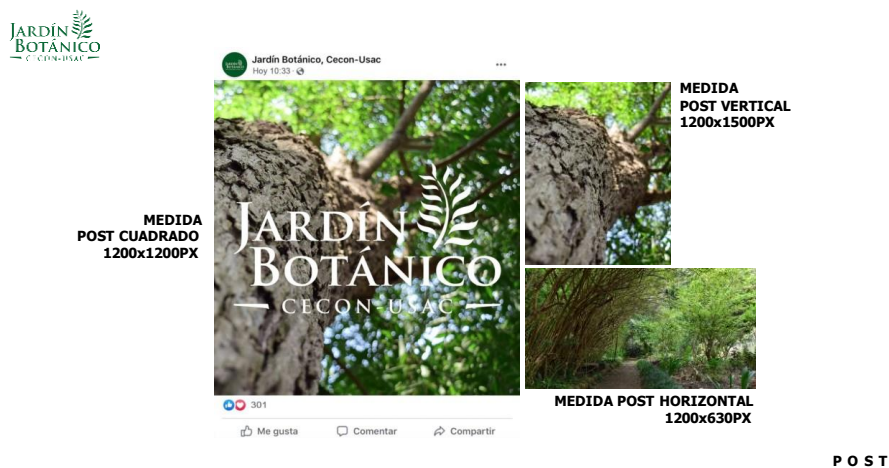 JARDÍN
BOTÁNICO
CECON-USAC
Jardín Botánico, Cecon-Usac
Hoy 10:33
MEDIDA
POST VERTICAL
1200x1500PX
MEDIDA
POST CUADRADO
1200x1200PX
JARDÍN
BOTÁNICO
CECON-USAC
MEDIDA POST HORIZONTAL
1200x630PX
301
Me gusta
Comentar
Compartir
POST